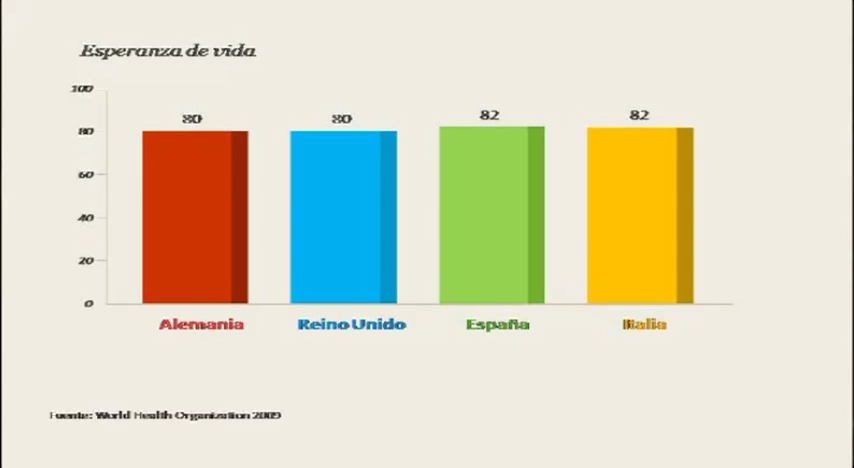 Esperanza de vida
100
80 80 82 82
80
60
40
20
0
Alemania Reino Unido España Italia
Fuente: World Health Organization 2009